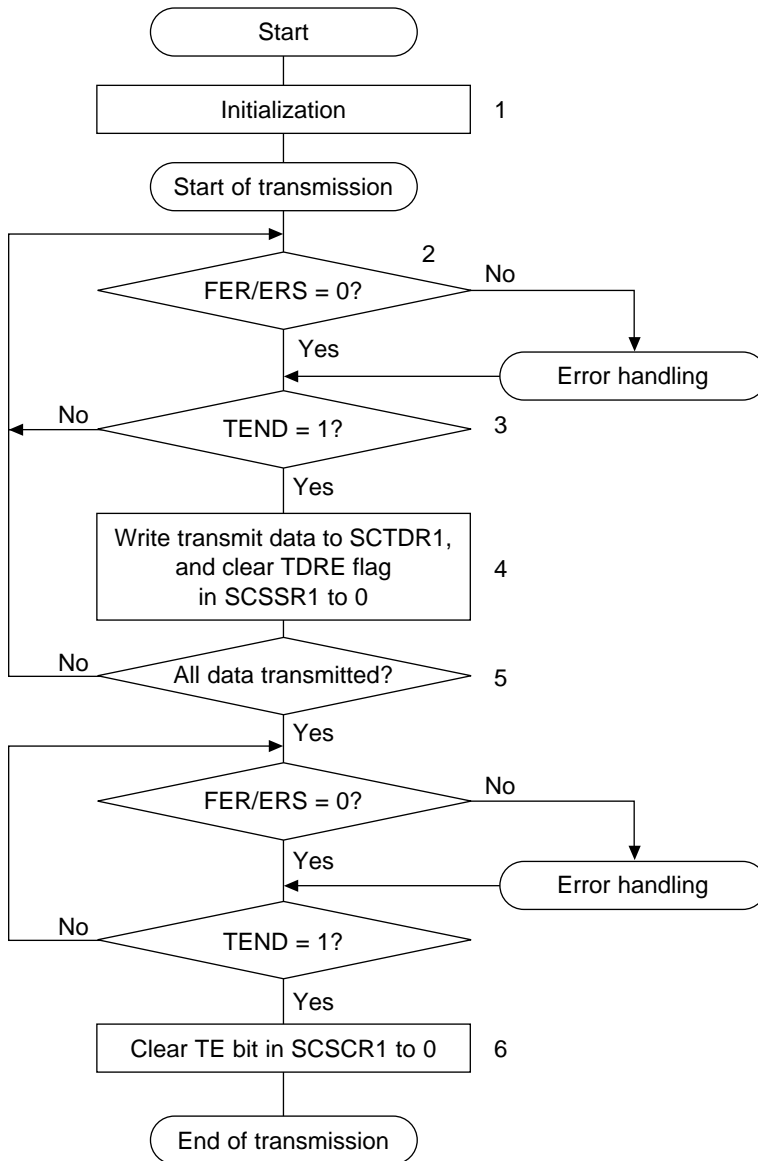 Start
Initialization
1
Start of transmission
2
FER/ERS = 0?
No
Yes
Error handling
No
TEND = 1?
3
Yes
Write transmit data to SCTDR1,
and clear TDRE flag
in SCSSR1 to 0
4
No
All data transmitted?
5
Yes
FER/ERS = 0?
No
Yes
Error handling
No
TEND = 1?
Yes
Clear TE bit in SCSCR1 to 0
6
End of transmission